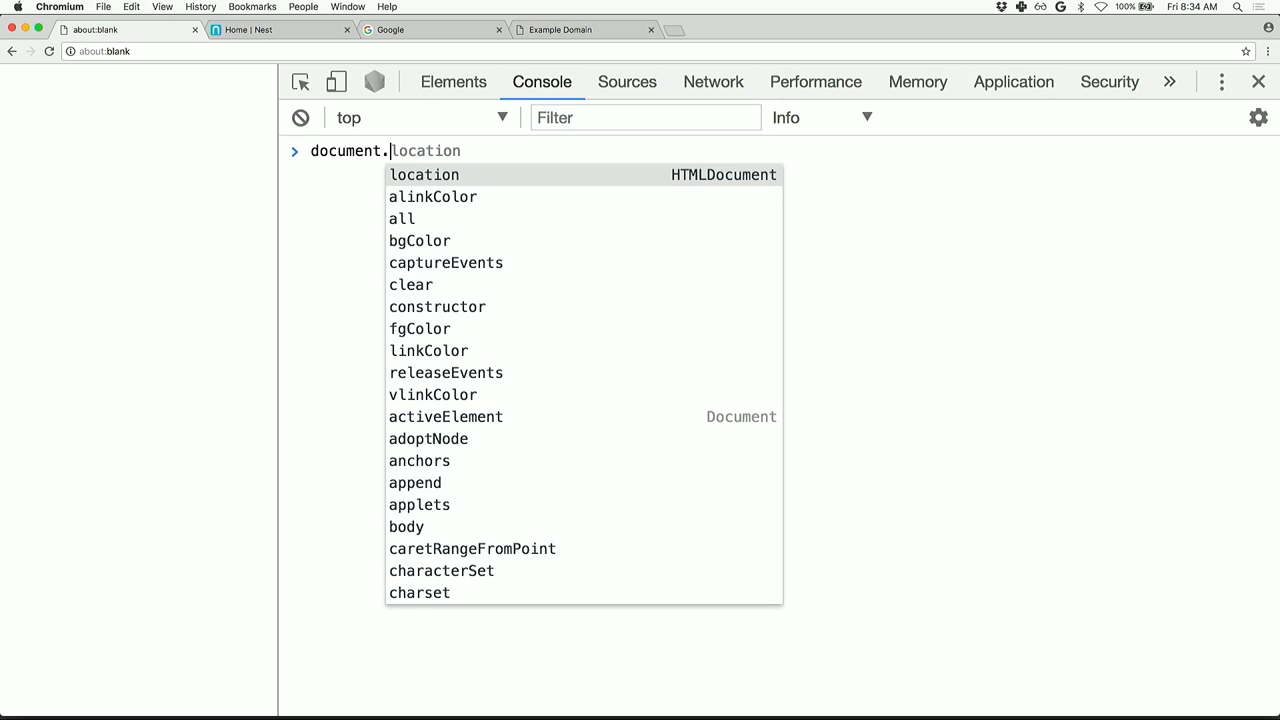 Chromium File Edit View History Bookmarks People Window Help 100% Fri 8:34 AM
about:blank Home | Nest Google Example Domain
about:blank
Elements Console Sources Network Performance Memory Application Security
top Filter Info
document.location
location HTMLDocument
alinkColor
all
bgColor
captureEvents
clear
constructor
fgColor
linkColor
releaseEvents
vlinkColor
activeElement Document
adoptNode
anchors
append
applets
body
caretRangeFromPoint
characterSet
charset